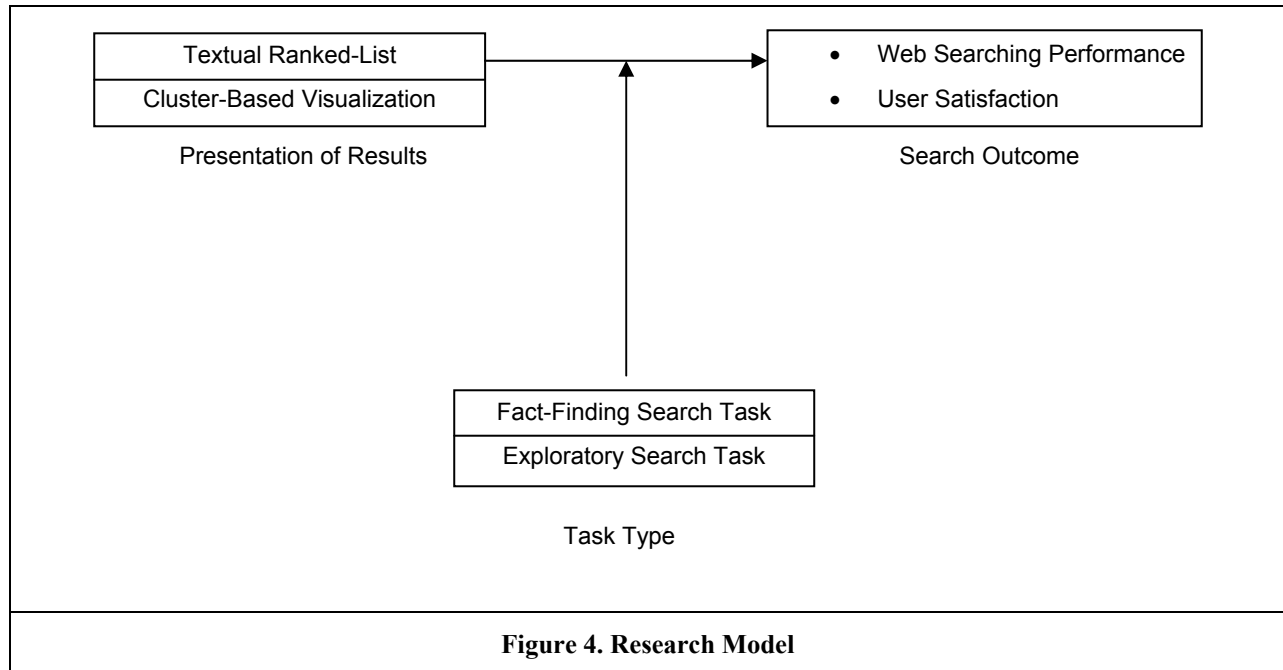 Textual Ranked-List
Cluster-Based Visualization
Presentation of Results
• Web Searching Performance
• User Satisfaction
Search Outcome
Fact-Finding Search Task
Exploratory Search Task
Task Type
Figure 4. Research Model